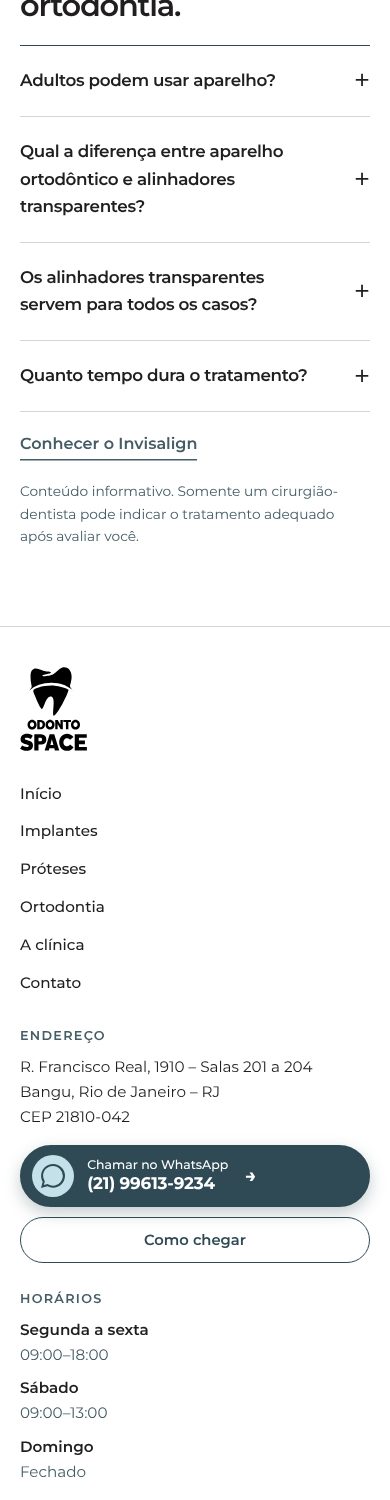 ortodontia.
Adultos podem usar aparelho? +
Qual a diferença entre aparelho
ortodôntico e alinhadores +
transparentes?
Os alinhadores transparentes
servem para todos os casos? +
Quanto tempo dura o tratamento? +
Conhecer o Invisalign
Conteúdo informativo. Somente um cirurgião-
dentista pode indicar o tratamento adequado
após avaliar você.
ODONTO
SPACE
Início
Implantes
Próteses
Ortodontia
A clínica
Contato
ENDEREÇO
R. Francisco Real, 1910 – Salas 201 a 204
Bangu, Rio de Janeiro – RJ
CEP 21810-042
Chamar no WhatsApp
(21) 99613-9234 →
Como chegar
HORÁRIOS
Segunda a sexta
09:00–18:00
Sábado
09:00–13:00
Domingo
Fechado